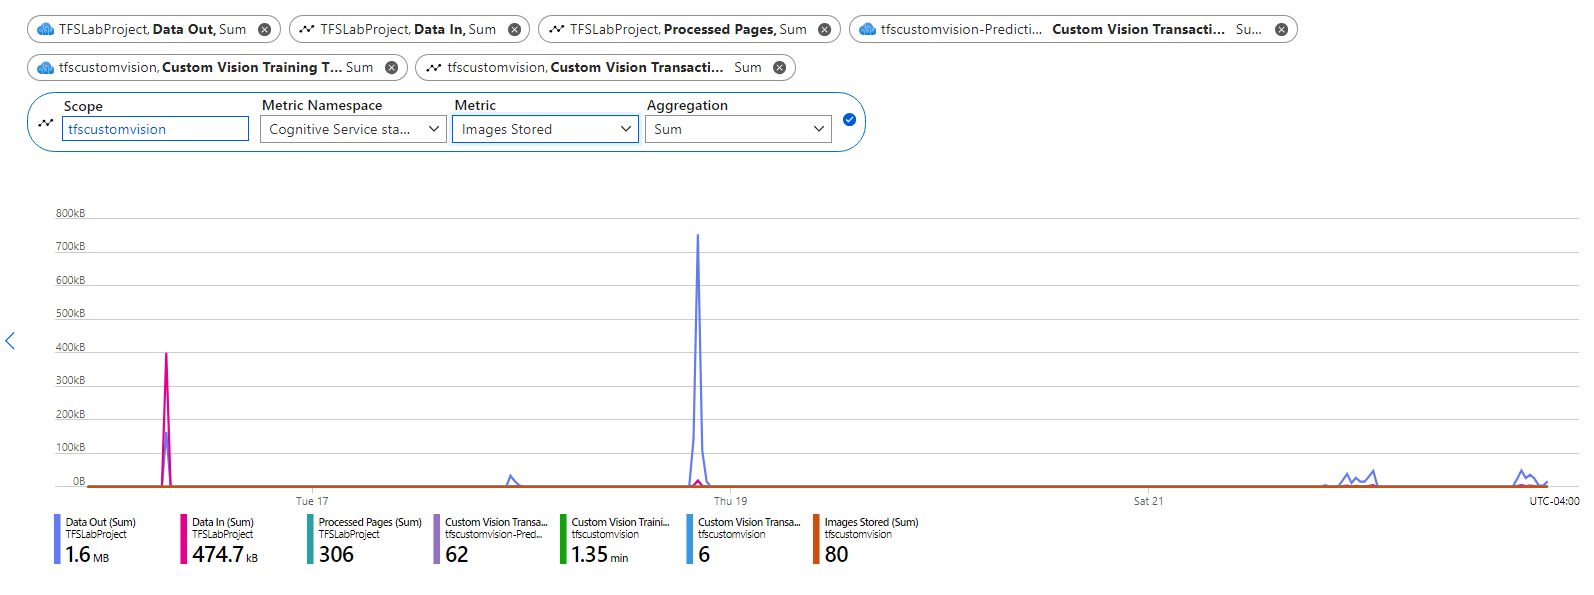 TFSLabProject, Data Out, Sum
TFSLabProject, Data In, Sum
TFSLabProject, Processed Pages, Sum
tfscustomvision-Predicti... Custom Vision Transacti... Su...
tfscustomvision, Custom Vision Training T... Sum
tfscustomvision, Custom Vision Transacti... Sum
Scope
Metric Namespace
Metric
Aggregation
tfscustomvision
Cognitive Service sta...
Images Stored
Sum
800kB
700kB
600kB
500kB
400kB
300kB
200kB
100kB
0B
Tue 17
Thu 19
Sat 21
UTC-04:00
Data Out (Sum)
TFSLabProject
1.6 MB
Data In (Sum)
TFSLabProject
474.7 kB
Processed Pages (Sum)
TFSLabProject
306
Custom Vision Transa...
tfscustomvision-Pred...
62
Custom Vision Traini...
tfscustomvision
1.35 min
Custom Vision Transa...
tfscustomvision
6
Images Stored (Sum)
tfscustomvision
80